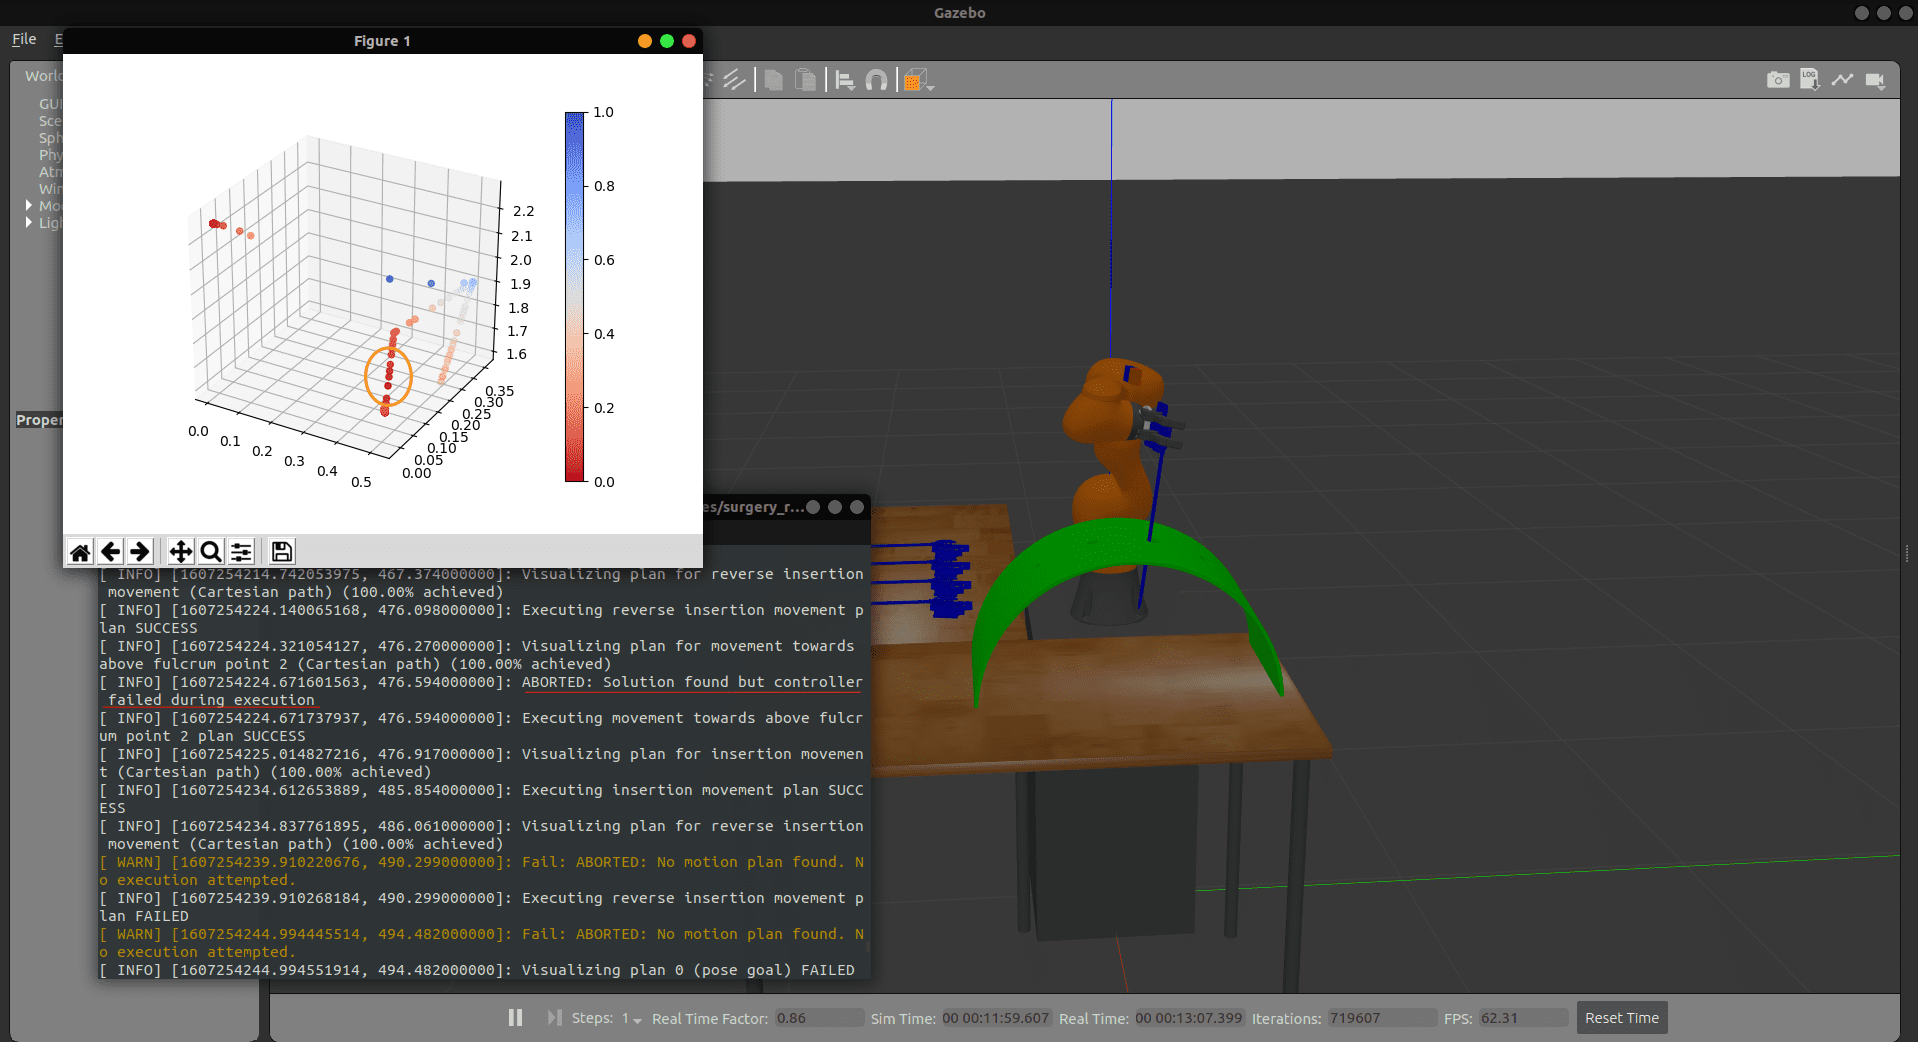 Gazebo
File
Figure 1
World
GUI
Sce
Sph
Phy
Atm
Win
Mo
Ligh
Proper
LOG
1.0
0.8
0.6
0.4
0.2
0.0
2.2
2.1
2.0
1.9
1.8
1.7
1.6
0.35
0.30
0.25
0.20
0.15
0.10
0.05
0.00
0.0
0.1
0.2
0.3
0.4
0.5
es/surgery_r...
[ INFO] [1607254214.742053975, 467.374000000]: Visualizing plan for reverse insertion
movement (Cartesian path) (100.00% achieved)
[ INFO] [1607254224.140065168, 476.098000000]: Executing reverse insertion movement p
lan SUCCESS
[ INFO] [1607254224.321054127, 476.270000000]: Visualizing plan for movement towards
above fulcrum point 2 (Cartesian path) (100.00% achieved)
[ INFO] [1607254224.671601563, 476.594000000]: ABORTED: Solution found but controller
failed during execution
[ INFO] [1607254224.671737937, 476.594000000]: Executing movement towards above fulcr
um point 2 plan SUCCESS
[ INFO] [1607254225.014827216, 476.917000000]: Visualizing plan for insertion movemen
t (Cartesian path) (100.00% achieved)
[ INFO] [1607254234.612653889, 485.854000000]: Executing insertion movement plan SUCC
ESS
[ INFO] [1607254234.837761895, 486.061000000]: Visualizing plan for reverse insertion
movement (Cartesian path) (100.00% achieved)
[ WARN] [1607254239.910220676, 490.299000000]: Fail: ABORTED: No motion plan found. N
o execution attempted.
[ INFO] [1607254239.910268184, 490.299000000]: Executing reverse insertion movement p
lan FAILED
[ WARN] [1607254244.994445514, 494.482000000]: Fail: ABORTED: No motion plan found. N
o execution attempted.
[ INFO] [1607254244.994551914, 494.482000000]: Visualizing plan 0 (pose goal) FAILED
Steps: 1 Real Time Factor: 0.86 Sim Time: 00 00:11:59.607 Real Time: 00 00:13:07.399 Iterations: 719607 FPS: 62.31 Reset Time